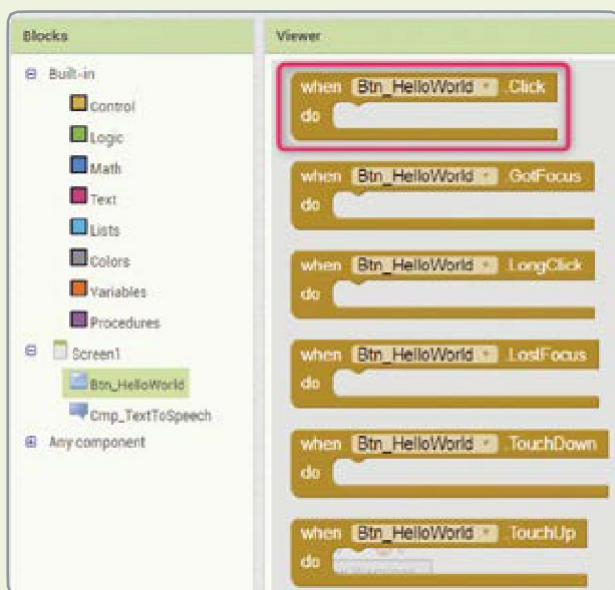 Blocks
Built-in
Control
Logic
Math
Text
Lists
Colors
Variables
Procedures
Screen1
Btn_HelloWorld
Cmp_TextToSpeech
Any component
Viewer
when Btn_HelloWorld .Click
do
when Btn_HelloWorld .GotFocus
do
when Btn_HelloWorld .LongClick
do
when Btn_HelloWorld .LostFocus
do
when Btn_HelloWorld .TouchDown
do
when Btn_HelloWorld .TouchUp
do